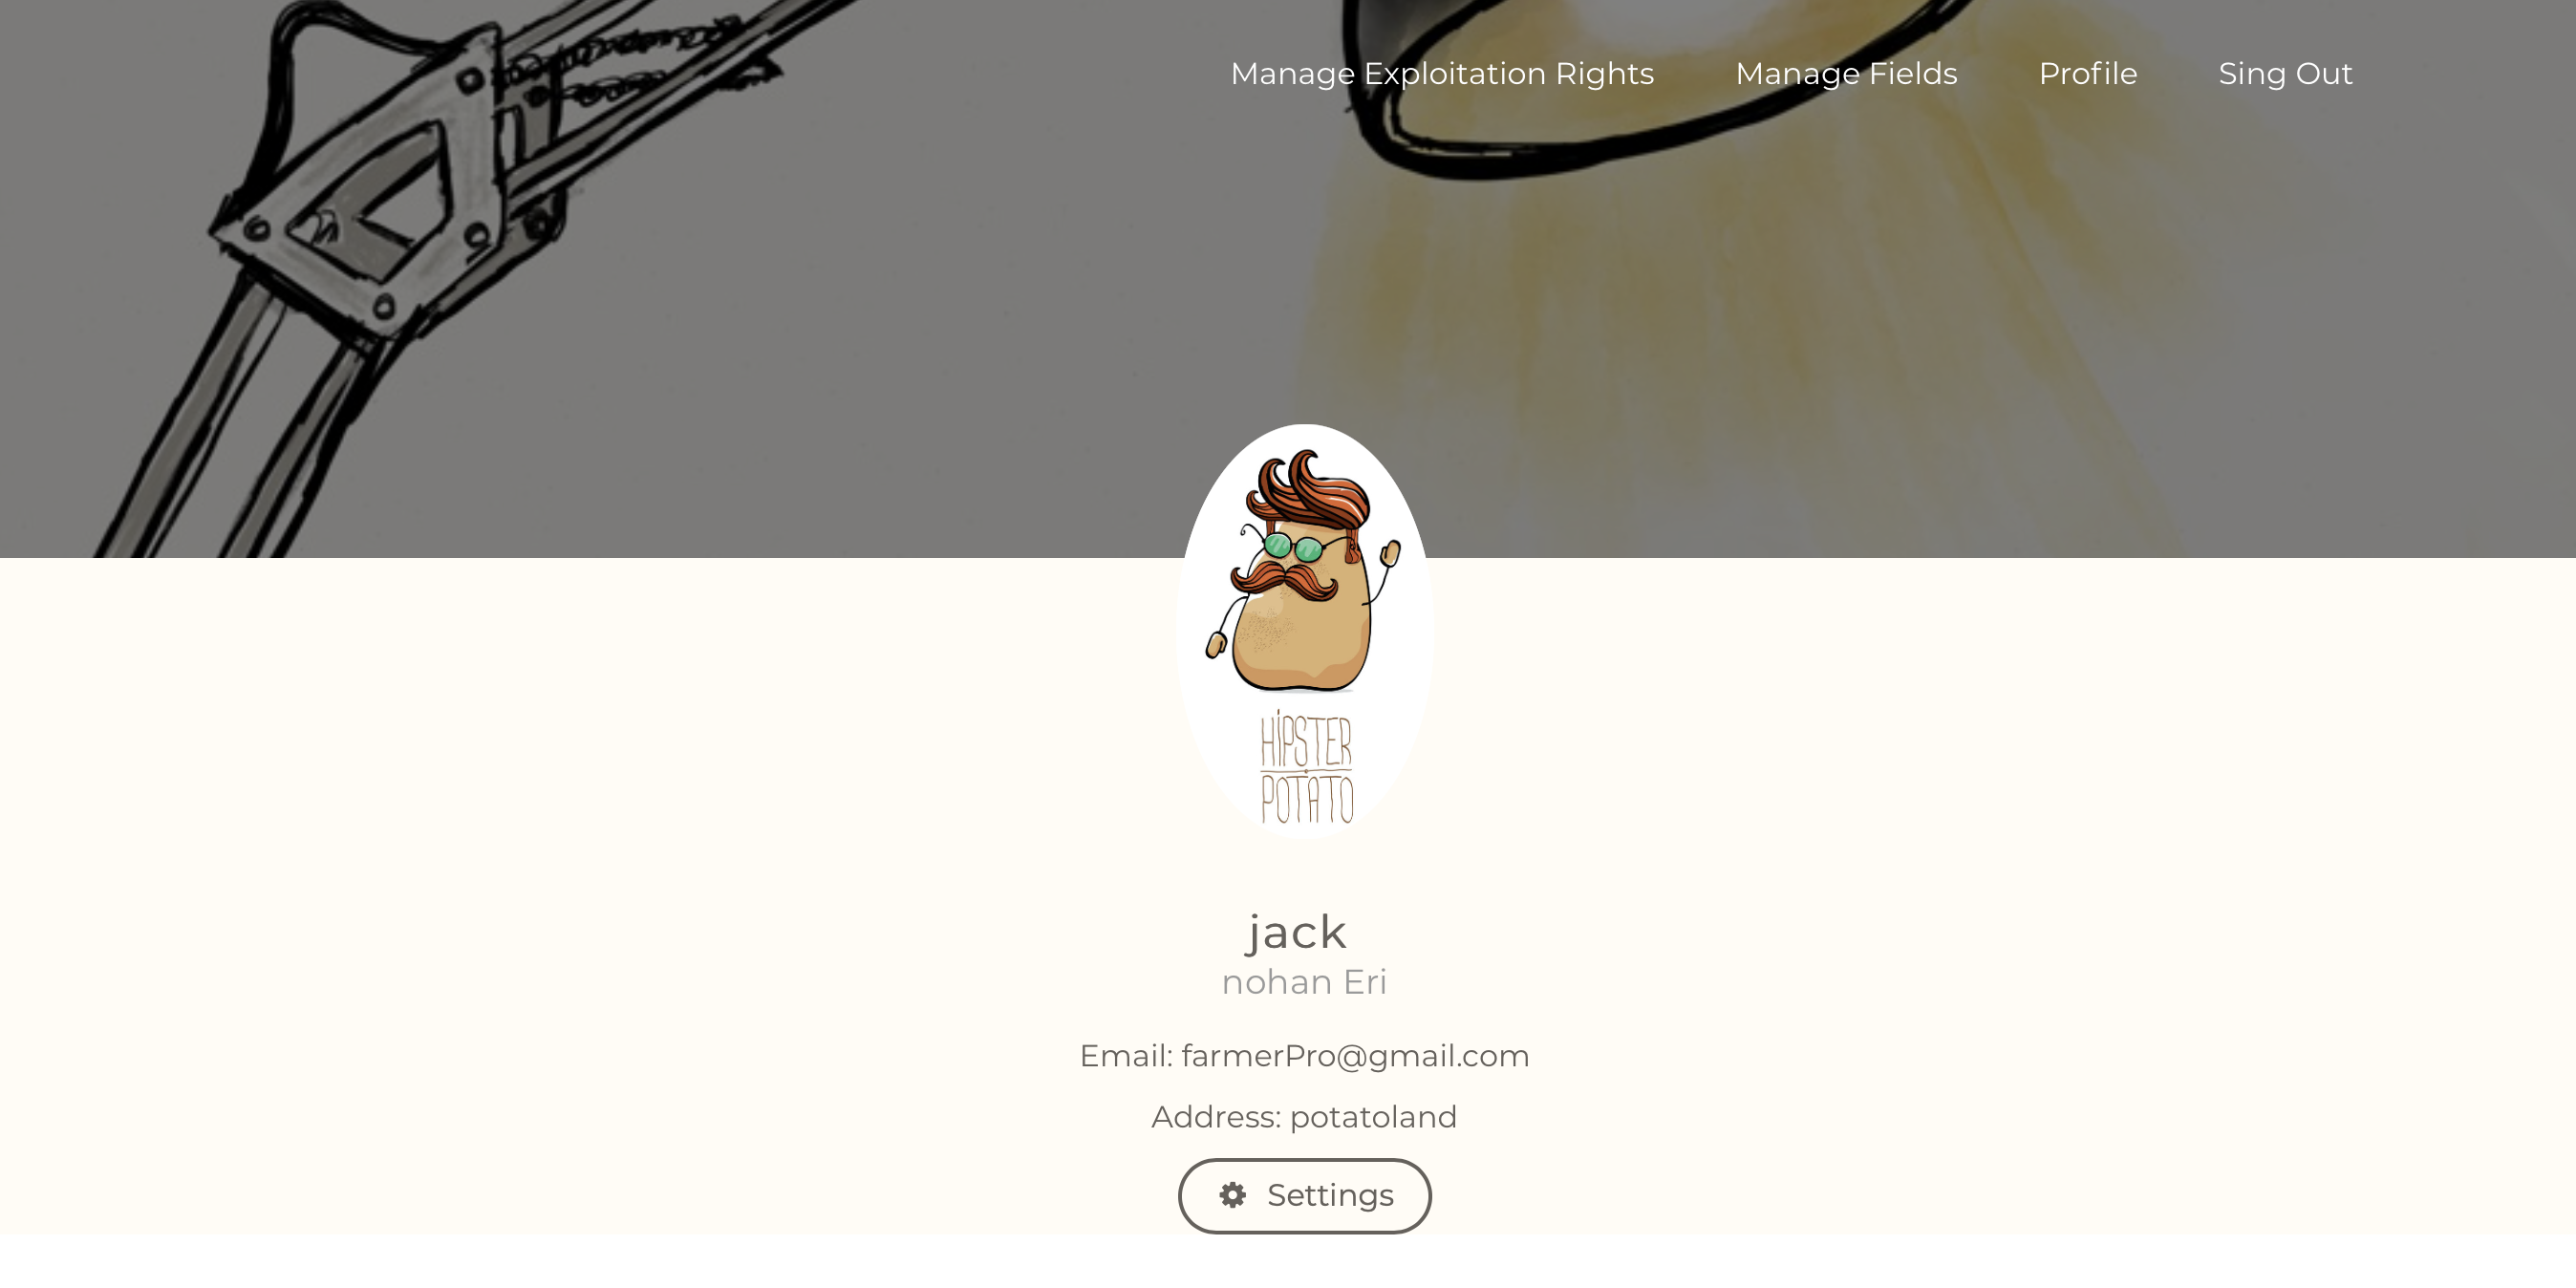 Manage Exploitation Rights Manage Fields Profile Sing Out
HiPSTER
POTATO
jack
nohan Eri
Email: farmerPro@gmail.com
Address: potatoland
Settings